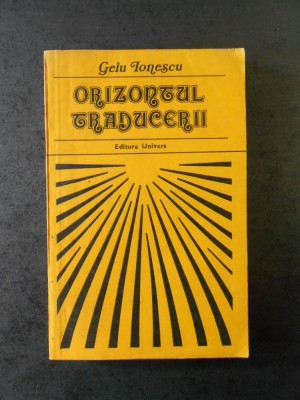 Gelu Ionescu
ORIZONTUL
TRADUCERII
Editura Univers